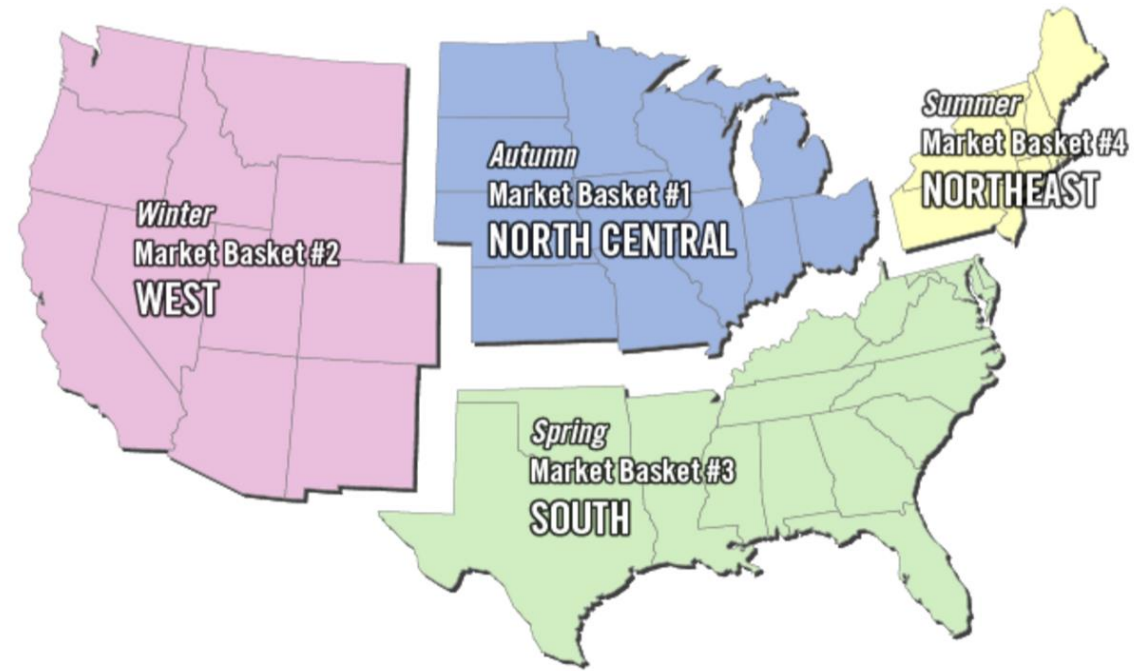 Winter
Market Basket #2
WEST
Autumn
Market Basket #1
NORTH CENTRAL
Summer
Market Basket #4
NORTHEAST
Spring
Market Basket #3
SOUTH